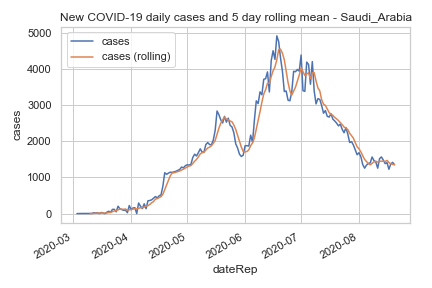 New COVID-19 daily cases and 5 day rolling mean - Saudi_Arabia
cases
cases (rolling)
5000
4000
3000
2000
1000
0
cases
2020-03
2020-04
2020-05
2020-06
2020-07
2020-08
dateRep